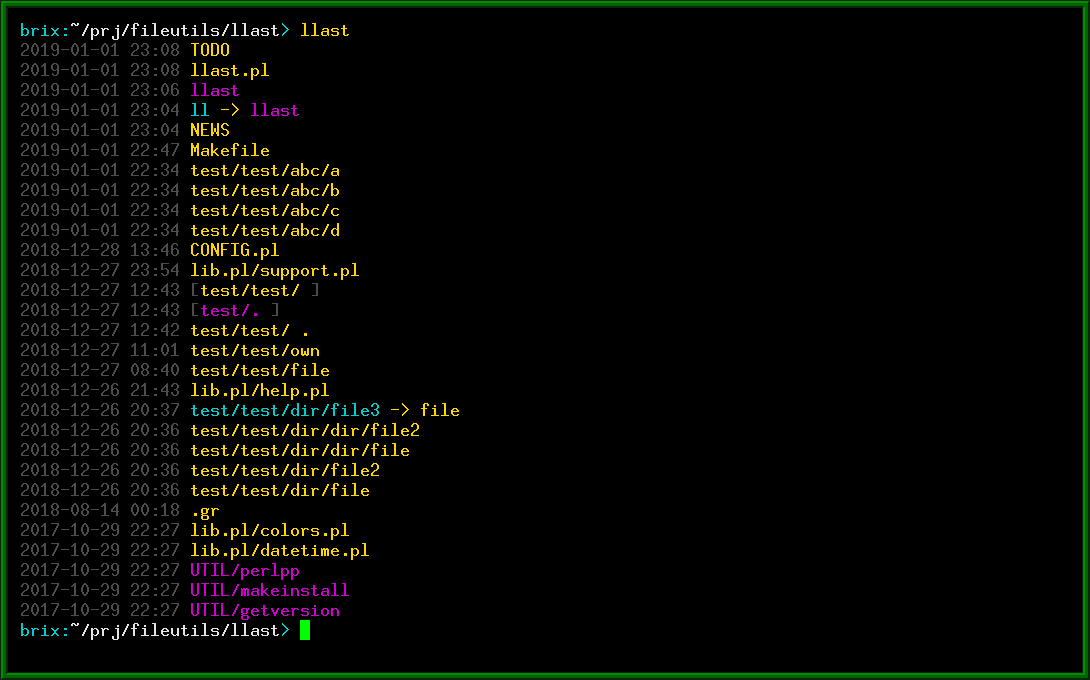 brix:~/prj/fileutils/llast> llast
2019-01-01 23:08 TODO
2019-01-01 23:08 llast.pl
2019-01-01 23:06 llast
2019-01-01 23:04 ll -> llast
2019-01-01 23:04 NEWS
2019-01-01 22:47 Makefile
2019-01-01 22:34 test/test/abc/a
2019-01-01 22:34 test/test/abc/b
2019-01-01 22:34 test/test/abc/c
2019-01-01 22:34 test/test/abc/d
2018-12-28 13:46 CONFIG.pl
2018-12-27 23:54 lib.pl/support.pl
2018-12-27 12:43 [test/test/ ]
2018-12-27 12:43 [test/. ]
2018-12-27 12:42 test/test/ .
2018-12-27 11:01 test/test/own
2018-12-27 08:40 test/test/file
2018-12-26 21:43 lib.pl/help.pl
2018-12-26 20:37 test/test/dir/file3 -> file
2018-12-26 20:36 test/test/dir/dir/file2
2018-12-26 20:36 test/test/dir/dir/file
2018-12-26 20:36 test/test/dir/file2
2018-12-26 20:36 test/test/dir/file
2018-08-14 00:18 .gr
2017-10-29 22:27 lib.pl/colors.pl
2017-10-29 22:27 lib.pl/datetime.pl
2017-10-29 22:27 UTIL/perlpp
2017-10-29 22:27 UTIL/makeinstall
2017-10-29 22:27 UTIL/getversion
brix:~/prj/fileutils/llast>